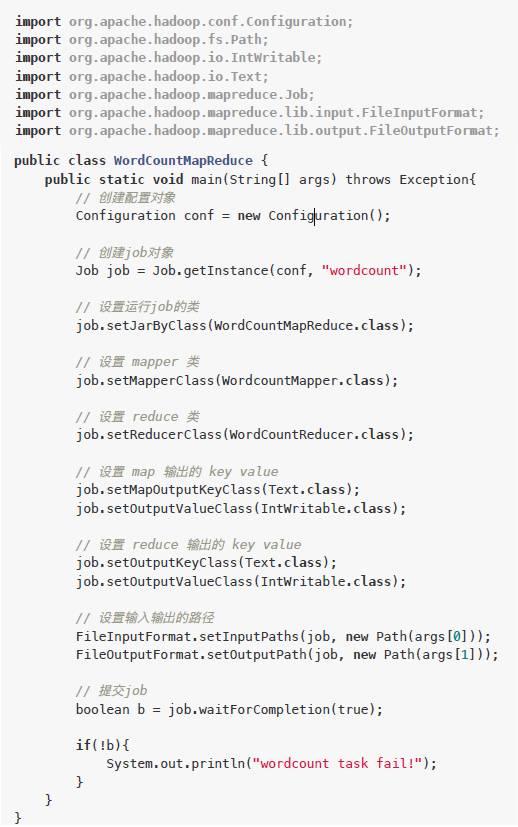 import org.apache.hadoop.conf.Configuration;
import org.apache.hadoop.fs.Path;
import org.apache.hadoop.io.IntWritable;
import org.apache.hadoop.io.Text;
import org.apache.hadoop.mapreduce.Job;
import org.apache.hadoop.mapreduce.lib.input.FileInputFormat;
import org.apache.hadoop.mapreduce.lib.output.FileOutputFormat;
public class WordCountMapReduce {
    public static void main(String[] args) throws Exception{
        // 创建配置对象
        Configuration conf = new Configuration();
        // 创建job对象
        Job job = Job.getInstance(conf, "wordcount");
        // 设置运行job的类
        job.setJarByClass(WordCountMapReduce.class);
        // 设置 mapper 类
        job.setMapperClass(WordcountMapper.class);
        // 设置 reduce 类
        job.setReducerClass(WordCountReducer.class);
        // 设置 map 输出的 key value
        job.setMapOutputKeyClass(Text.class);
        job.setOutputValueClass(IntWritable.class);
        // 设置 reduce 输出的 key value
        job.setOutputKeyClass(Text.class);
        job.setOutputValueClass(IntWritable.class);
        // 设置输入输出的路径
        FileInputFormat.setInputPaths(job, new Path(args[0]));
        FileOutputFormat.setOutputPath(job, new Path(args[1]));
        // 提交job
        boolean b = job.waitForCompletion(true);
        if(!b){
            System.out.println("wordcount task fail!");
        }
    }
}